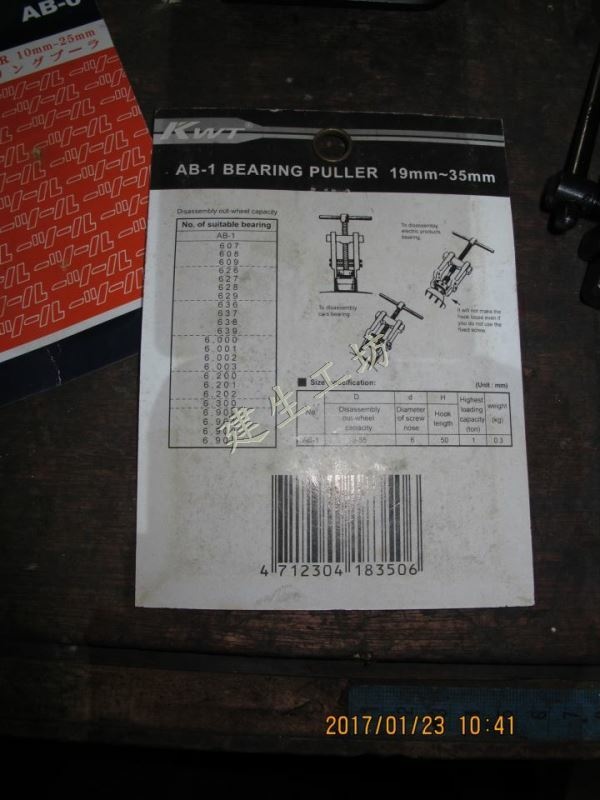 AB-0
R 10mm~25mm
リングプーラ
KWT
AB-1 BEARING PULLER 19mm~35mm
Disassembly out-wheel capacity
No. of suitable bearing
AB-1
607
608
609
626
627
628
629
636
637
638
639
6.000
6.001
6.002
6.003
6.200
6.201
6.202
6.300
To disassembly
electric products
bearing.
It will not make the
hook loose even if
you do not use the
fixed screw.
To disassembly
cars bearing
Size specification: (Unit : mm)
No. D d H Highest loading capacity (ton) weight (kg)
Disassembly out-wheel capacity Diameter of screw nose Hook length
AB-1 6 50 1 0.3
建生工坊
4 712304 183506
2017/01/23 10:41